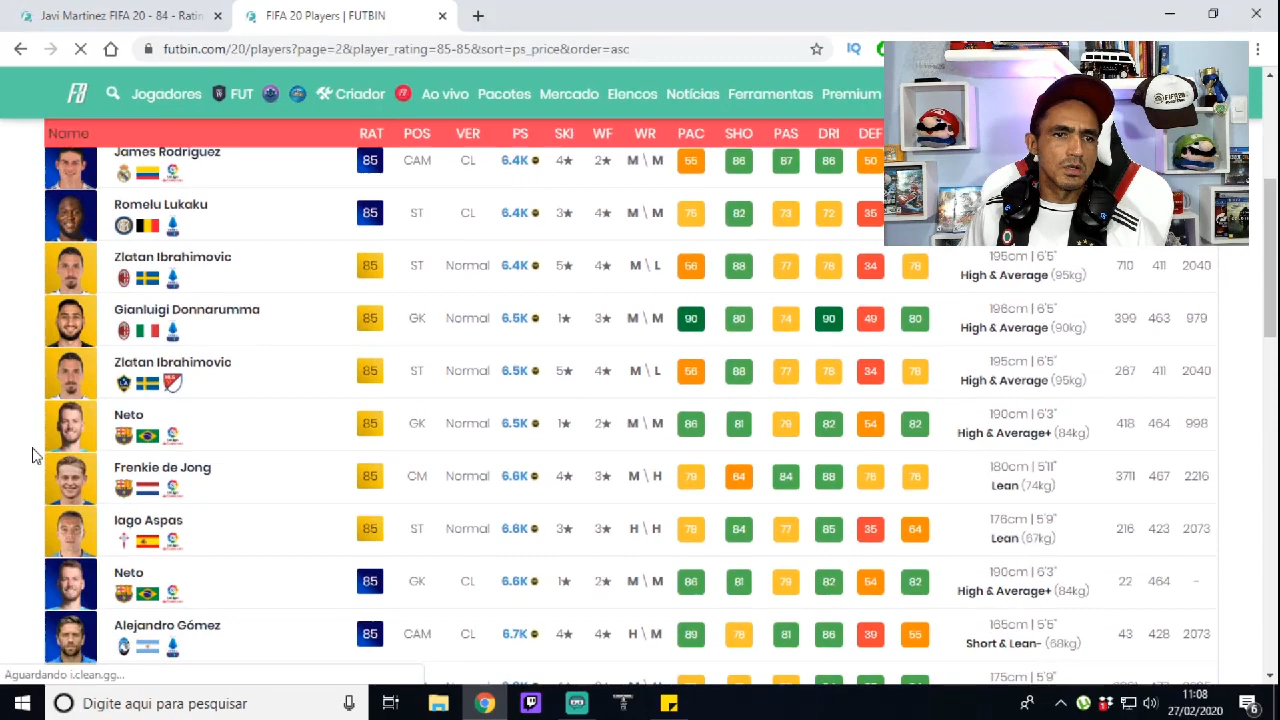 Javi Martinez FIFA 20 - 84 - Ratin
FIFA 20 Players | FUTBIN
futbin.com/20/players?page=2&player_rating=85-85&sort=ps_price&order=asc
IQ
Jogadores FUT Criador Ao vivo Pacotes Mercado Elencos Notícias Ferramentas Premium
Name RAT POS VER PS SKI WF WR PAC SHO PAS DRI DEF
James Rodríguez 85 CAM CL 6.4K 4★ 2★ M \ M 55 86 87 86 50
Romelu Lukaku 85 ST CL 6.4K 3★ 4★ M \ M 75 82 73 72 35
Zlatan Ibrahimovic 85 ST Normal 6.4K 5★ 4★ M \ L 56 88 77 78 34 78 195cm | 6'5" 710 411 2040
High & Average (95kg)
Gianluigi Donnarumma 85 GK Normal 6.5K 1★ 3★ M \ M 90 80 74 90 49 80 196cm | 6'5" 399 463 979
High & Average (90kg)
Zlatan Ibrahimovic 85 ST Normal 6.5K 5★ 4★ M \ L 56 88 77 78 34 78 195cm | 6'5" 267 411 2040
High & Average (95kg)
Neto 85 GK Normal 6.5K 1★ 2★ M \ M 86 81 79 82 54 82 190cm | 6'3" 418 464 998
High & Average+ (84kg)
Frenkie de Jong 85 CM Normal 6.6K 4★ 3★ M \ H 79 64 84 88 76 76 180cm | 5'11" 3711 467 2216
Lean (74kg)
Iago Aspas 85 ST Normal 6.6K 3★ 3★ H \ H 78 84 77 85 35 64 176cm | 5'9" 216 423 2073
Lean (67kg)
Neto 85 GK CL 6.6K 1★ 2★ M \ M 86 81 79 82 54 82 190cm | 6'3" 22 464 -
High & Average+ (84kg)
Alejandro Gómez 85 CAM CL 6.7K 4★ 4★ H \ M 89 78 81 86 39 55 165cm | 5'5" 43 428 2073
Short & Lean- (68kg)
175cm | 5'9"
Aguardando i.clean.gg...
Digite aqui para pesquisar
11:08
27/02/2020
6